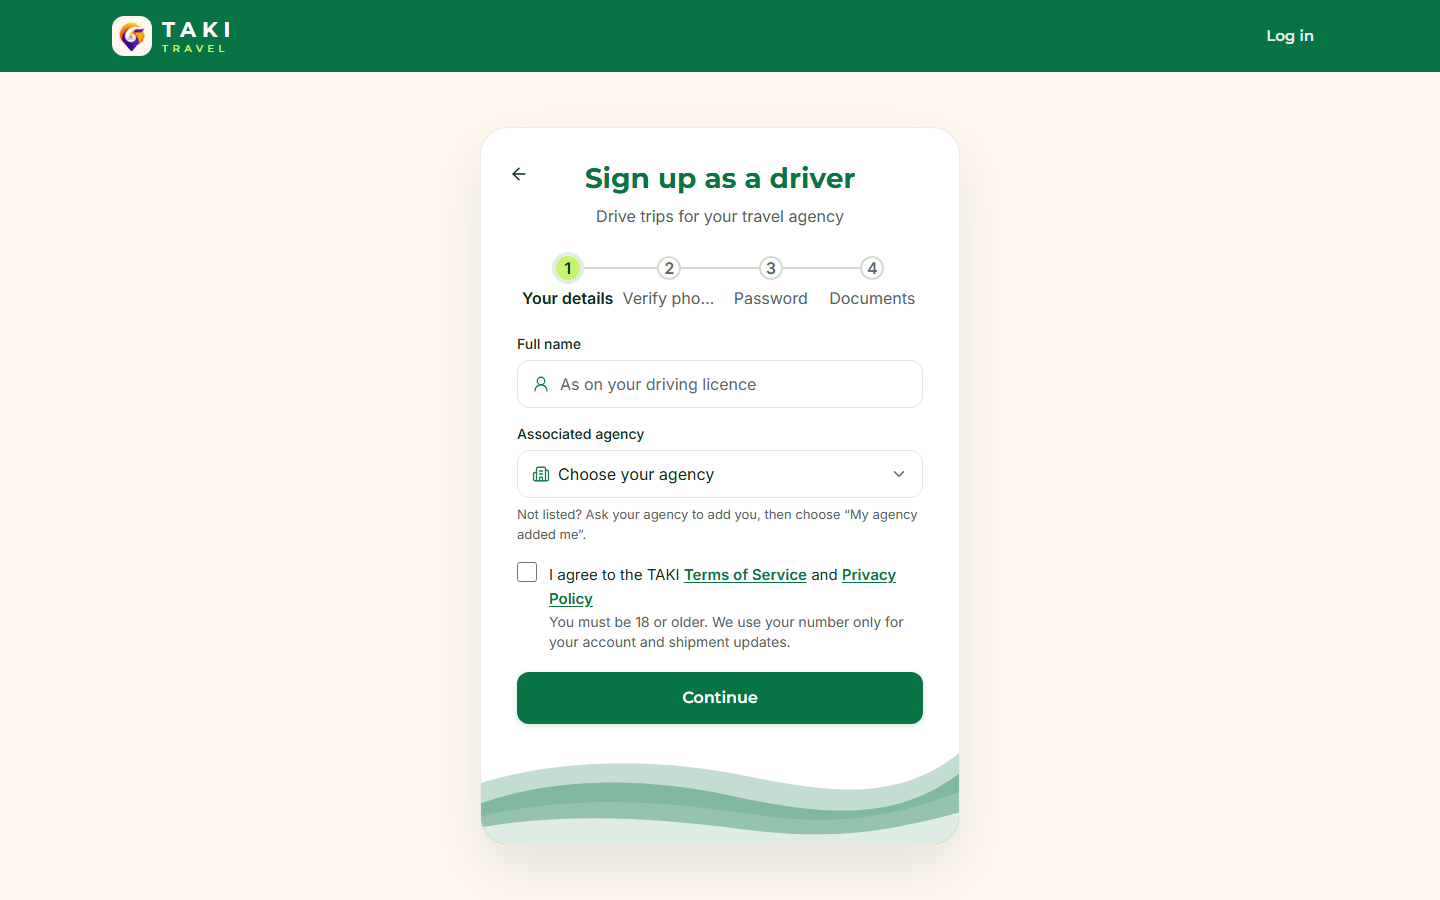 TAKI
TRAVEL
Log in
Sign up as a driver
Drive trips for your travel agency
1 2 3 4
Your details Verify pho... Password Documents
Full name
As on your driving licence
Associated agency
Choose your agency
Not listed? Ask your agency to add you, then choose “My agency
added me”.
I agree to the TAKI Terms of Service and Privacy
Policy
You must be 18 or older. We use your number only for
your account and shipment updates.
Continue